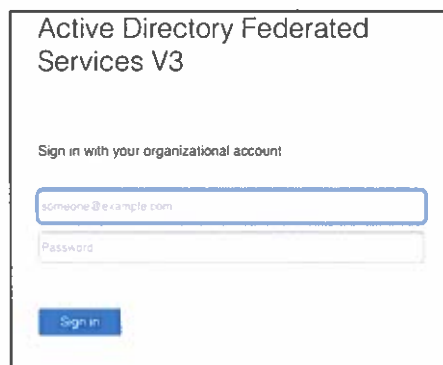 Active Directory Federated
Services V3
Sign in with your organizational account
someone@example.com
Password
Sign in